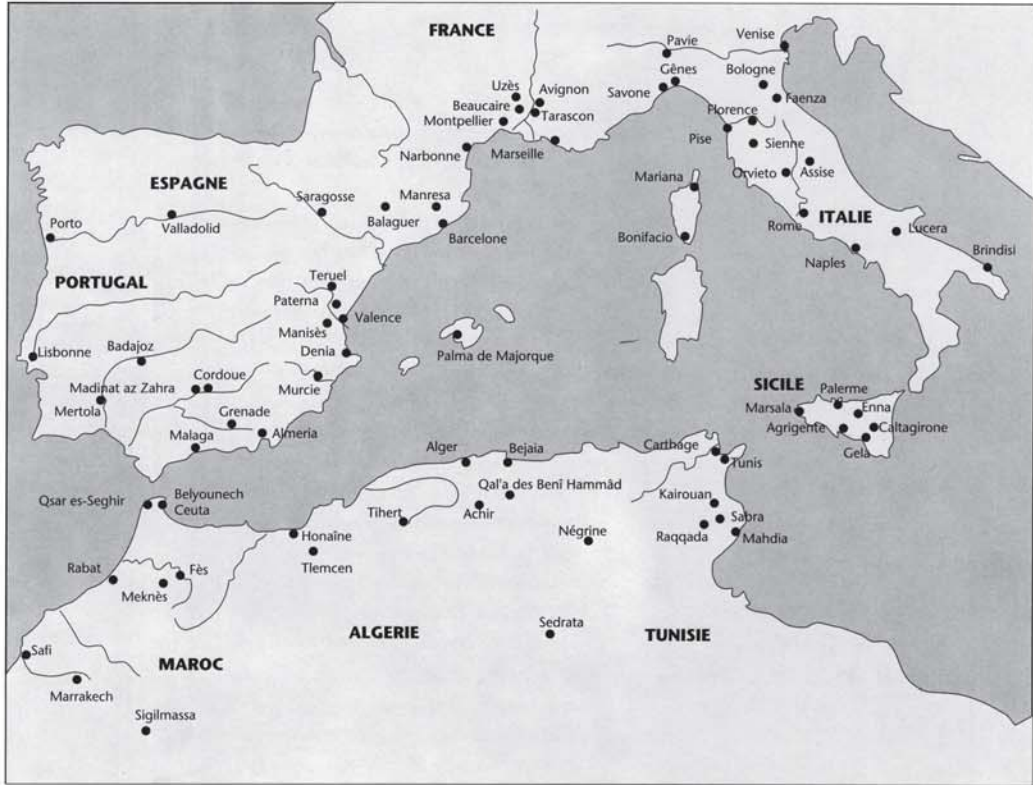 FRANCE
Venise
Pavie
Gênes
Bologne
Uzès
Avignon
Savone
Beaucaire
Faenza
Florence
Montpellier
Tarascon
Pise
Sienne
Narbonne
Marseille
Orvieto
Assise
Mariana
ESPAGNE
Saragosse
Manresa
Porto
Valladolid
Balaguer
Rome
ITALIE
Lucera
Barcelone
Bonifacio
Brindisi
Naples
Teruel
PORTUGAL
Paterna
Valence
Manisès
Badajoz
Lisbonne
Denia
Palma de Majorque
Cordoue
Madinat az Zahra
Murcie
SICILE
Palerme
Mertola
Marsala
Enna
Grenade
Agrigente
Caltagirone
Malaga
Almeria
Alger
Bejaia
Carthage
Gela
Tunis
Qal'a des Benî Hammâd
Qsar es-Seghir
Belyounech
Kairouan
Ceuta
Achir
Tihert
Sabra
Négrine
Honaïne
Raqqada
Mahdia
Tlemcen
Rabat
Fès
Meknès
Sedrata
ALGERIE
TUNISIE
Safi
MAROC
Marrakech
Sigilmassa